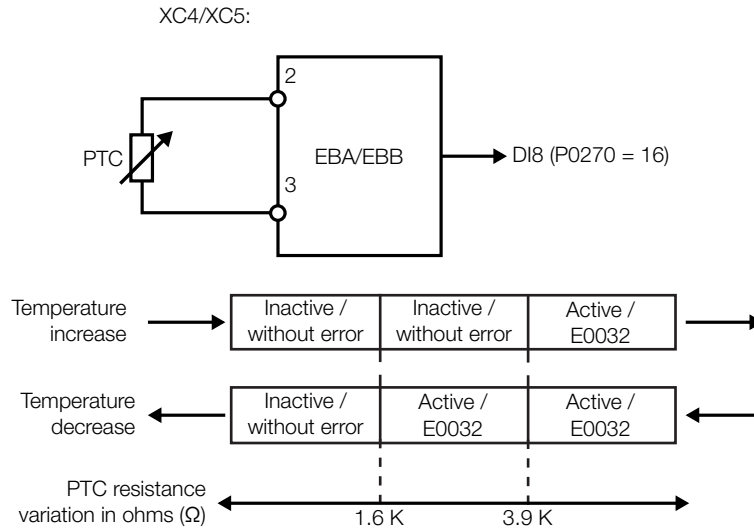 XC4/XC5:
2
PTC
EBA/EBB
DI8 (P0270 = 16)
3
Temperature
increase
Inactive /
without error
Inactive /
without error
Active /
E0032
Temperature
decrease
Inactive /
without error
Active /
E0032
Active /
E0032
PTC resistance
variation in ohms (Ω)
1.6 K
3.9 K